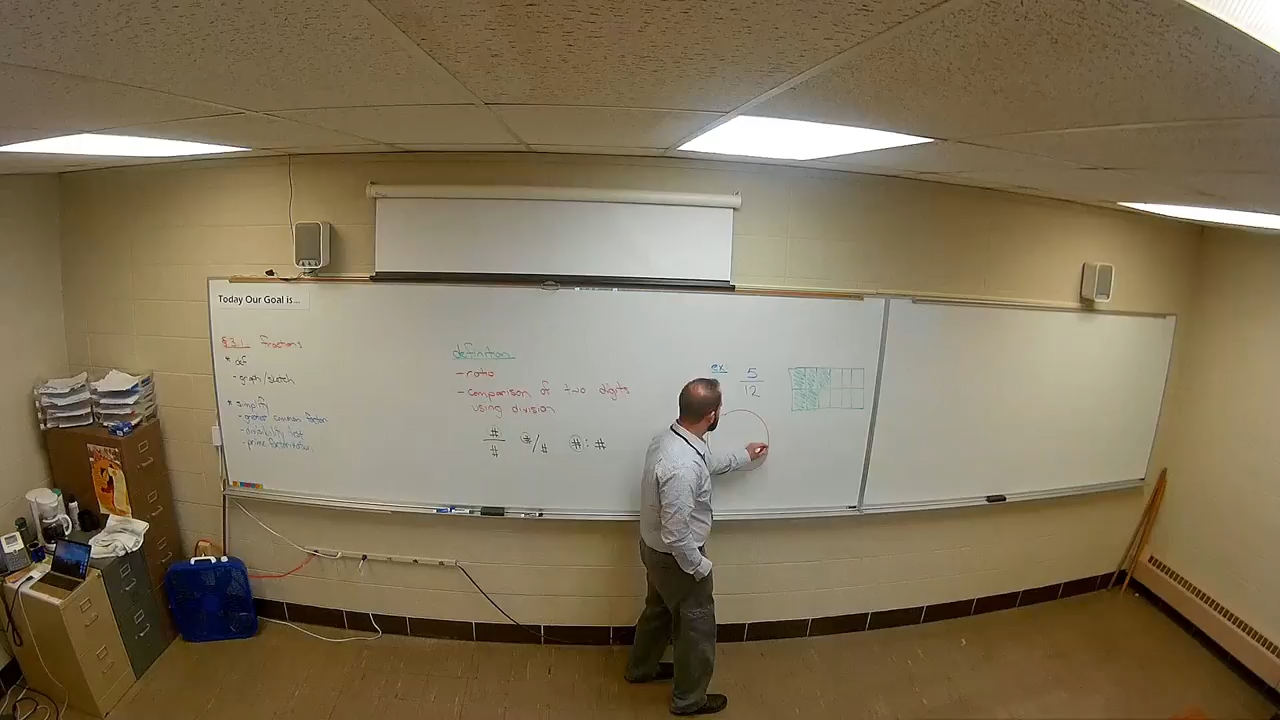 Today Our Goal is...
§ 3.1 fractions
* def
- graph/sketch
* simplify
- greatest common factor
- divisibility test
- prime factorization
definition
- ratio
- comparison of two digits
using division
#/# #/# #:#
ex 5/12